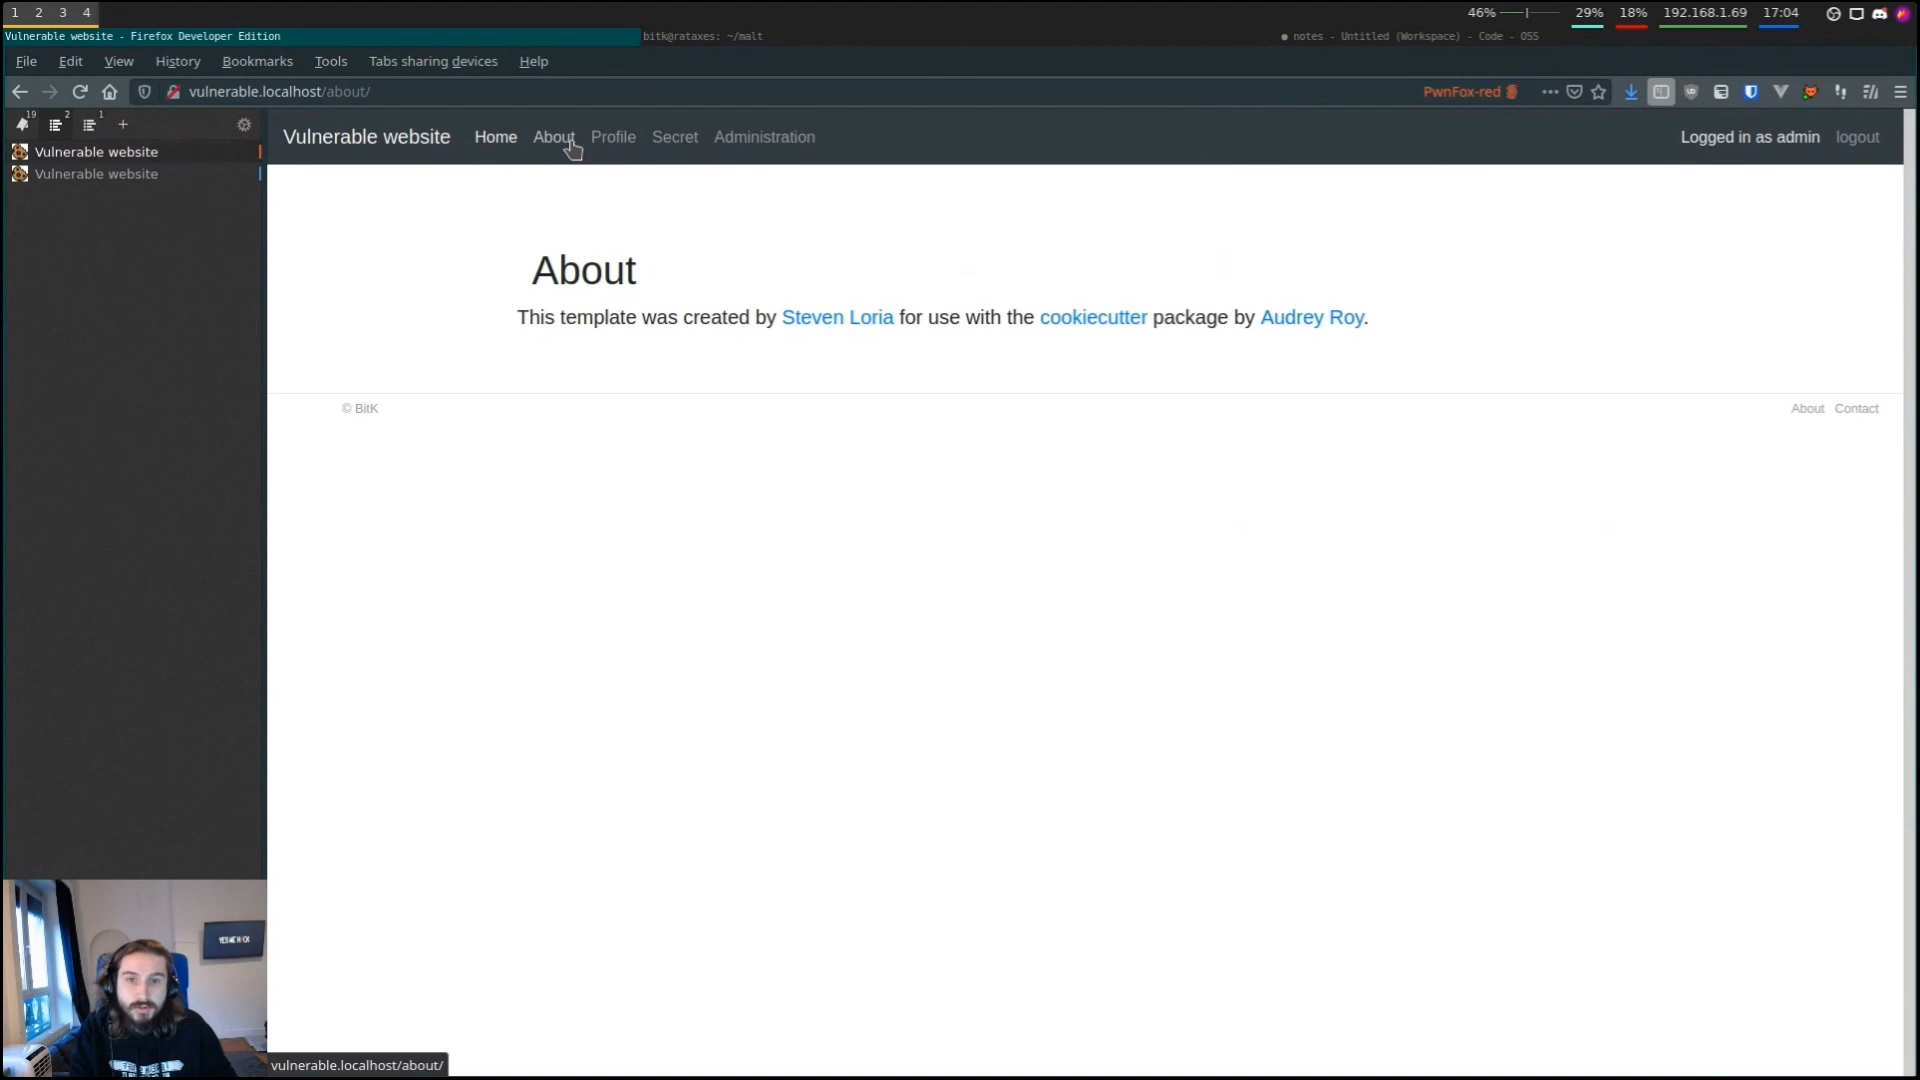 1 2 3 4
46% 29% 18% 192.168.1.69 17:04
Vulnerable website - Firefox Developer Edition
bitk@rataxes: ~/malt
● notes - Untitled (Workspace) - Code - OSS
File Edit View History Bookmarks Tools Tabs sharing devices Help
vulnerable.localhost/about/
PwnFox-red
19 2 1 +
Vulnerable website
Vulnerable website
Vulnerable website Home About Profile Secret Administration
Logged in as admin logout
About
This template was created by Steven Loria for use with the cookiecutter package by Audrey Roy.
© BitK
About Contact
vulnerable.localhost/about/